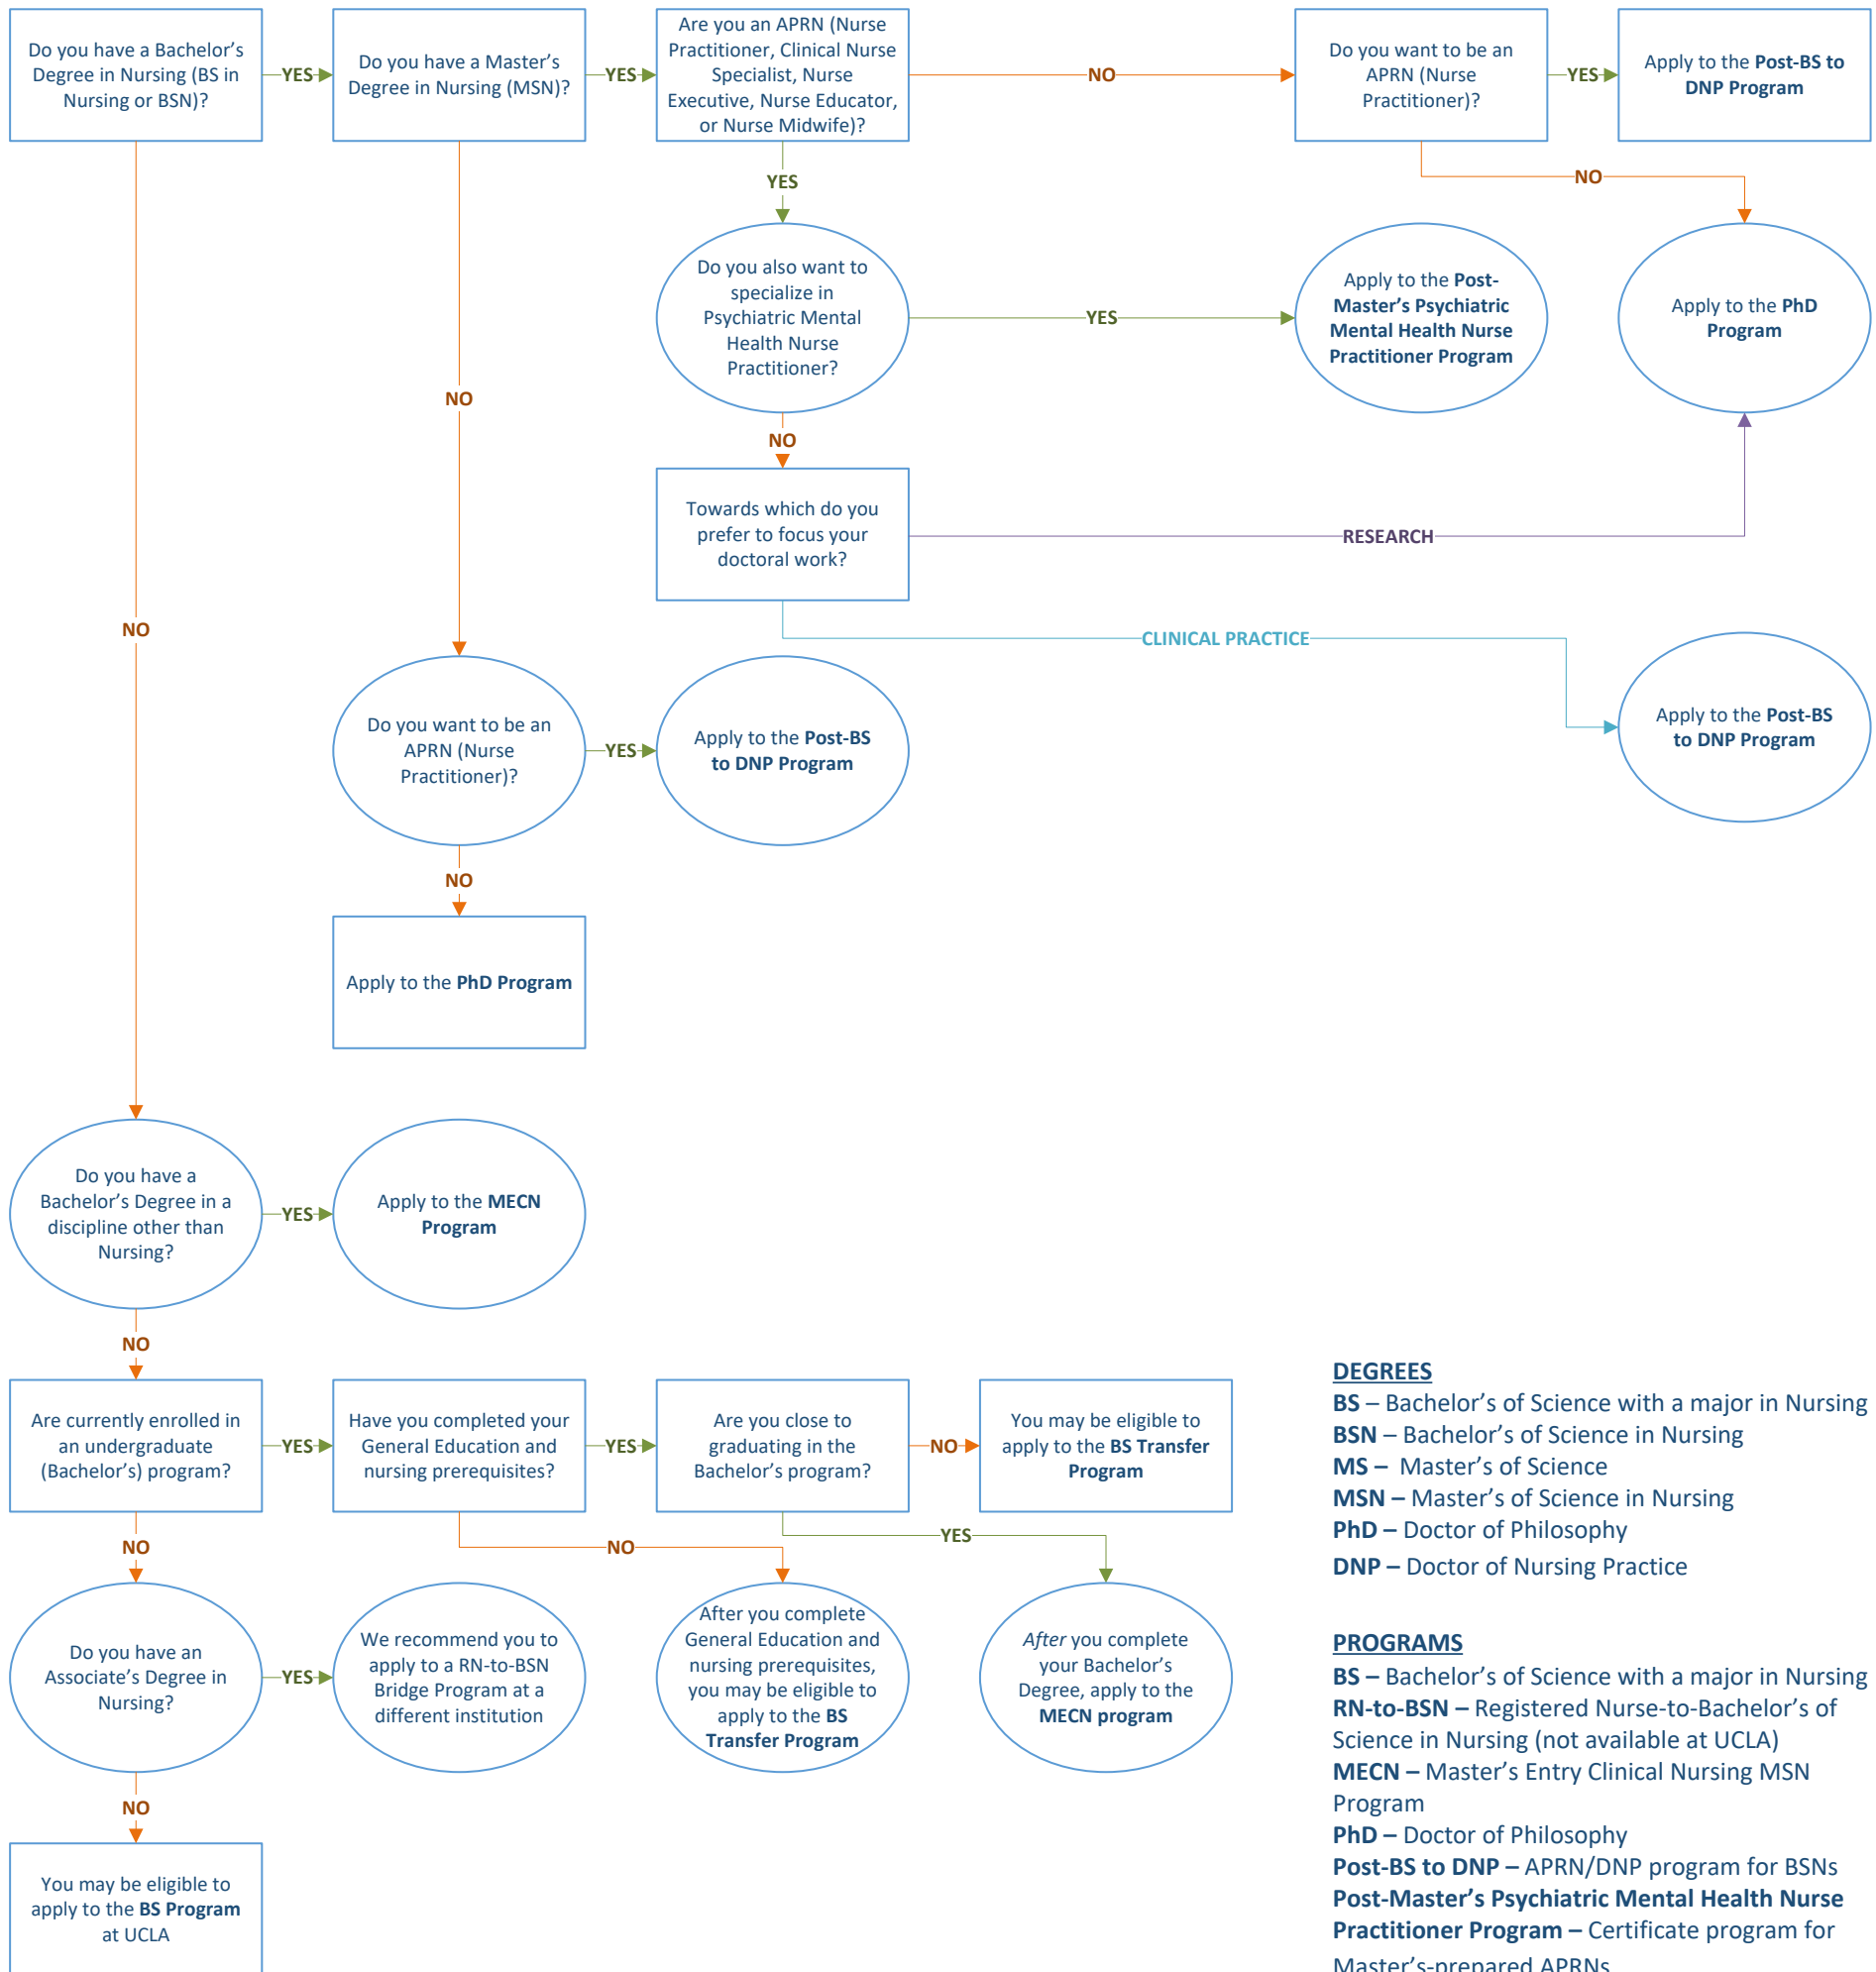 Do you have a Bachelor's
Degree in Nursing (BS in
Nursing or BSN)?
YES
Do you have a Master's
Degree in Nursing (MSN)?
YES
Are you an APRN (Nurse
Practitioner, Clinical Nurse
Specialist, Nurse
Executive, Nurse Educator,
or Nurse Midwife)?
NO
Do you want to be an
APRN (Nurse
Practitioner)?
YES
Apply to the Post-BS to
DNP Program
YES
NO
Do you also want to
specialize in
Psychiatric Mental
Health Nurse
Practitioner?
YES
Apply to the Post-
Master's Psychiatric
Mental Health Nurse
Practitioner Program
Apply to the PhD
Program
NO
NO
Towards which do you
prefer to focus your
doctoral work?
RESEARCH
CLINICAL PRACTICE
NO
Do you want to be an
APRN (Nurse
Practitioner)?
YES
Apply to the Post-BS
to DNP Program
Apply to the Post-BS
to DNP Program
NO
Apply to the PhD Program
Do you have a
Bachelor's Degree in a
discipline other than
Nursing?
YES
Apply to the MECN
Program
NO
Are currently enrolled in
an undergraduate
(Bachelor's) program?
YES
Have you completed your
General Education and
nursing prerequisites?
YES
Are you close to
graduating in the
Bachelor's program?
NO
You may be eligible to
apply to the BS Transfer
Program
NO
NO
YES
Do you have an
Associate's Degree in
Nursing?
YES
We recommend you to
apply to a RN-to-BSN
Bridge Program at a
different institution
After you complete
General Education and
nursing prerequisites,
you may be eligible to
apply to the BS
Transfer Program
After you complete
your Bachelor's
Degree, apply to the
MECN program
NO
You may be eligible to
apply to the BS Program
at UCLA
DEGREES
BS – Bachelor's of Science with a major in Nursing
BSN – Bachelor's of Science in Nursing
MS – Master's of Science
MSN – Master's of Science in Nursing
PhD – Doctor of Philosophy
DNP – Doctor of Nursing Practice
PROGRAMS
BS – Bachelor's of Science with a major in Nursing
RN-to-BSN – Registered Nurse-to-Bachelor's of
Science in Nursing (not available at UCLA)
MECN – Master's Entry Clinical Nursing MSN
Program
PhD – Doctor of Philosophy
Post-BS to DNP – APRN/DNP program for BSNs
Post-Master's Psychiatric Mental Health Nurse
Practitioner Program – Certificate program for
Master's-prepared APRNs